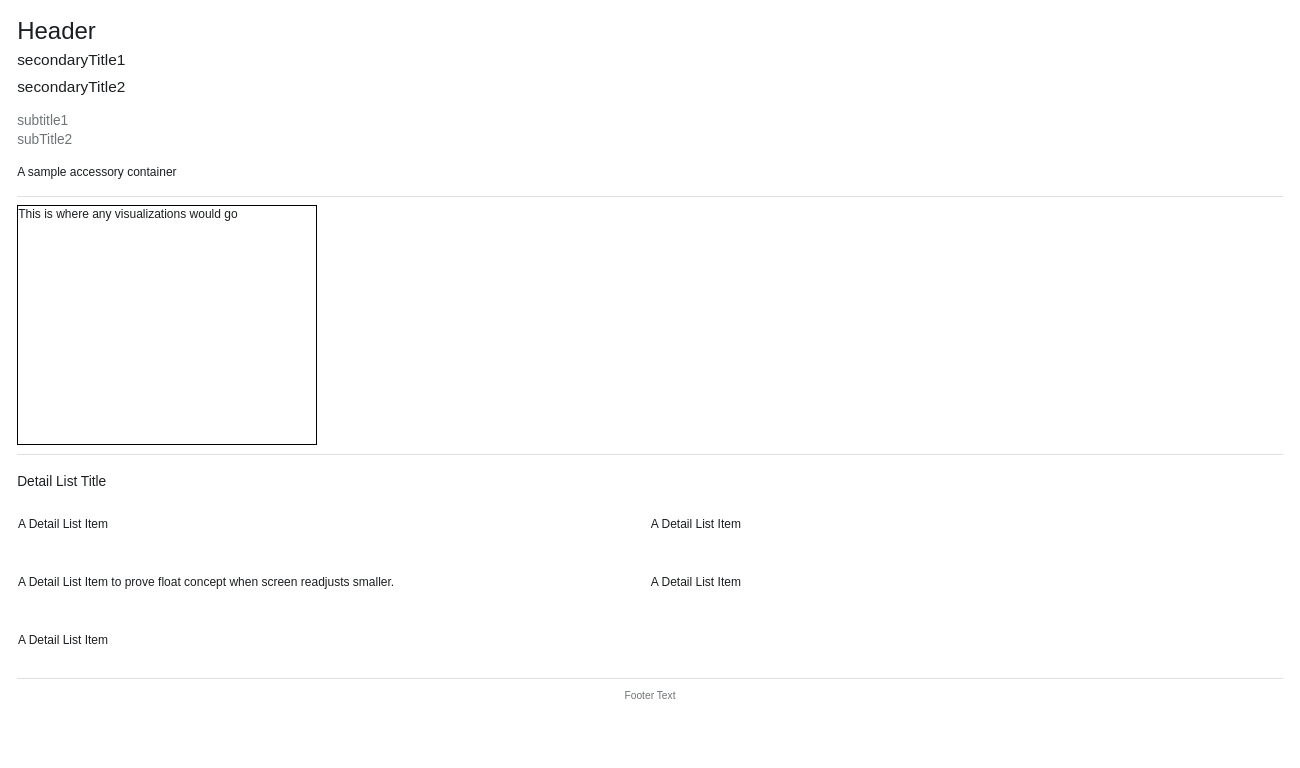 Header
secondaryTitle1
secondaryTitle2
subtitle1
subTitle2
A sample accessory container
This is where any visualizations would go
Detail List Title
A Detail List Item
A Detail List Item
A Detail List Item to prove float concept when screen readjusts smaller.
A Detail List Item
A Detail List Item
Footer Text